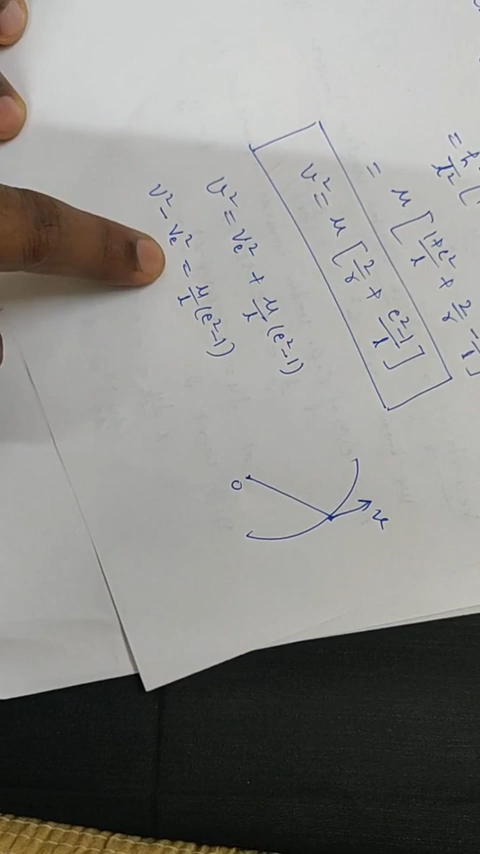 = μ [ (1+e²)/l + 2/r - 1/l ]
v² = μ [ 2/r + (e²-1)/l ]
v² = vₑ² + μ/l (e²-1)
v² - vₑ² = μ/l (e²-1)
O